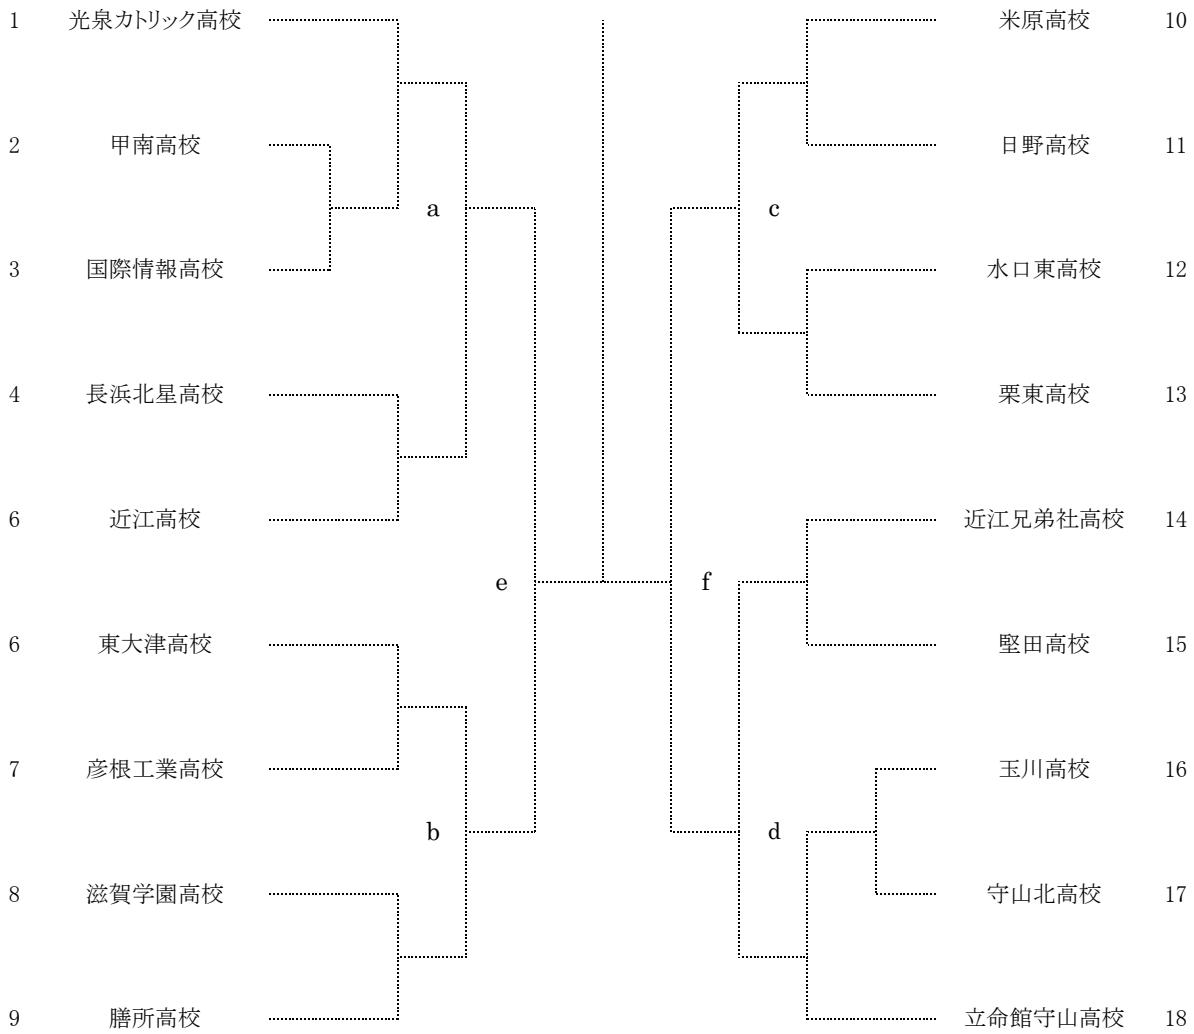 1 光泉カトリック高校 米原高校 10
2 甲南高校 日野高校 11
a c
3 国際情報高校 水口東高校 12
4 長浜北星高校 栗東高校 13
6 近江高校 近江兄弟社高校 14
e f
6 東大津高校 堅田高校 15
7 彦根工業高校 玉川高校 16
b d
8 滋賀学園高校 守山北高校 17
9 膳所高校 立命館守山高校 18